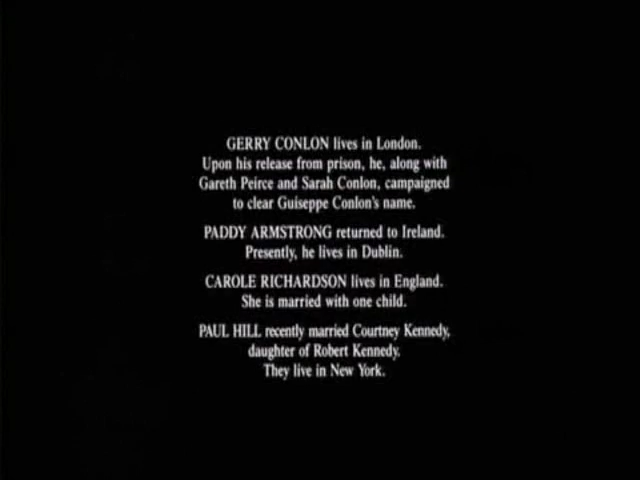 GERRY CONLON lives in London.
Upon his release from prison, he, along with
Gareth Peirce and Sarah Conlon, campaigned
to clear Guiseppe Conlon's name.
PADDY ARMSTRONG returned to Ireland.
Presently, he lives in Dublin.
CAROLE RICHARDSON lives in England.
She is married with one child.
PAUL HILL recently married Courtney Kennedy,
daughter of Robert Kennedy.
They live in New York.